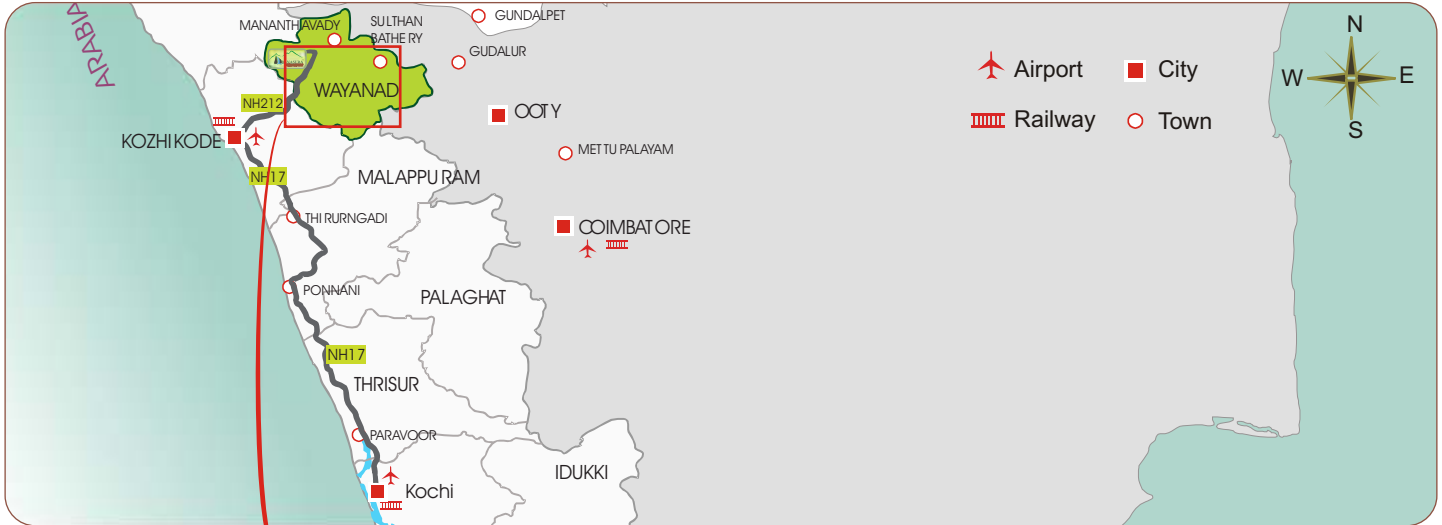 ARABIA
MANANTHAVADY
SULTHAN
BATHERY
GUNDALPET
GUDALUR
WAYANAD
NH212
KOZHIKODE
OOTY
METTUPALAYAM
NH17
MALAPPURAM
THIRURNGADI
COIMBATORE
PONNANI
PALAGHAT
NH17
THRISUR
PARAVOOR
IDUKKI
Kochi
Airport
City
Railway
Town
N
W
E
S